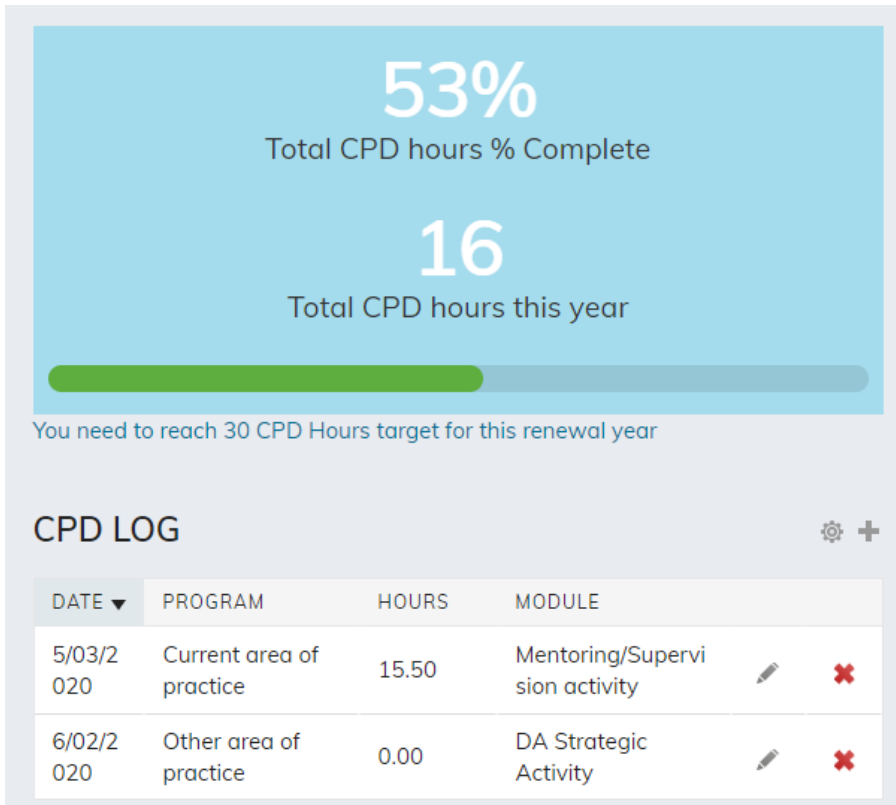 53%
Total CPD hours % Complete
16
Total CPD hours this year
You need to reach 30 CPD Hours target for this renewal year
CPD LOG
DATE PROGRAM HOURS MODULE
5/03/2 Current area of 15.50 Mentoring/Supervi
020 practice sion activity
6/02/2 Other area of 0.00 DA Strategic
020 practice Activity